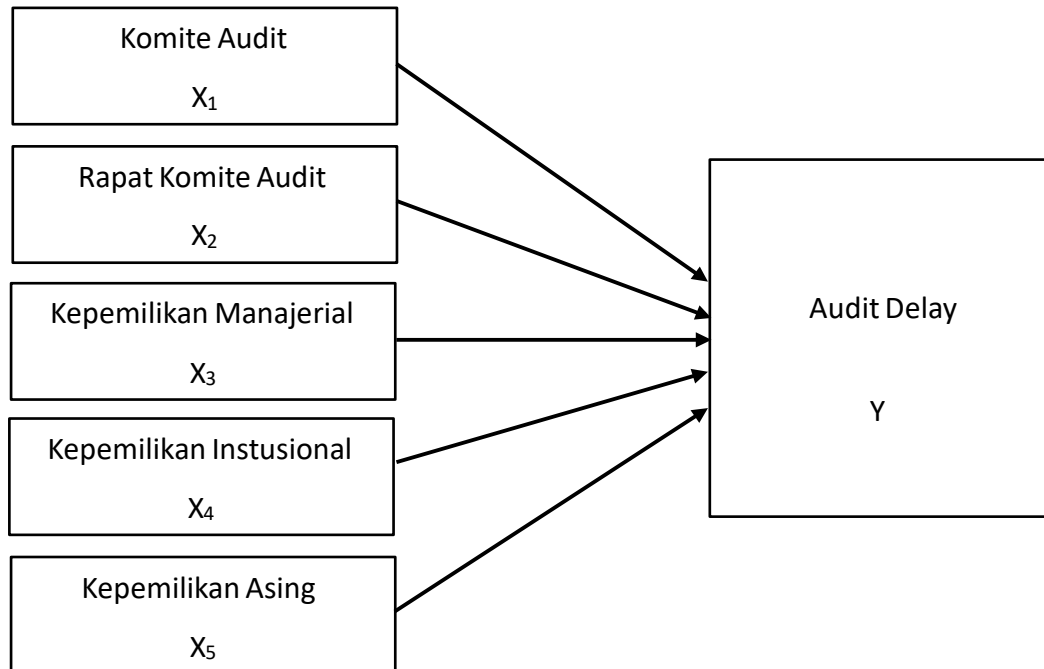 Komite Audit
X₁
Rapat Komite Audit
X₂
Kepemilikan Manajerial
X₃
Kepemilikan Instusional
X₄
Kepemilikan Asing
X₅
Audit Delay
Y